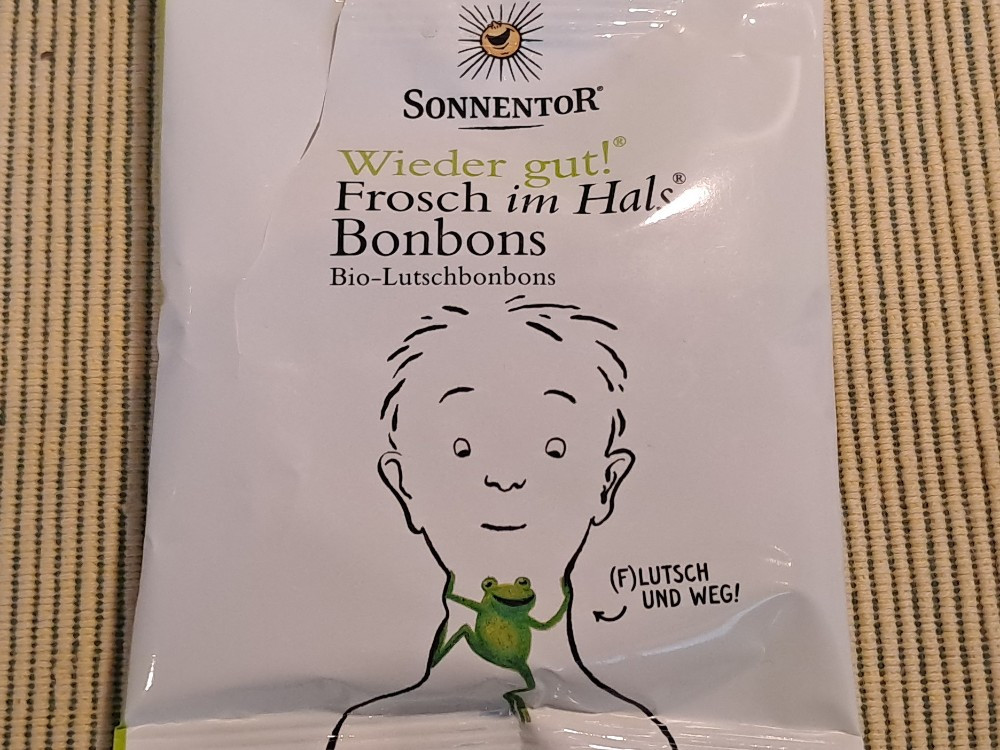 SONNENTOR®
Wieder gut!®
Frosch im Hals®
Bonbons
Bio-Lutschbonbons
(F)LUTSCH
UND WEG!